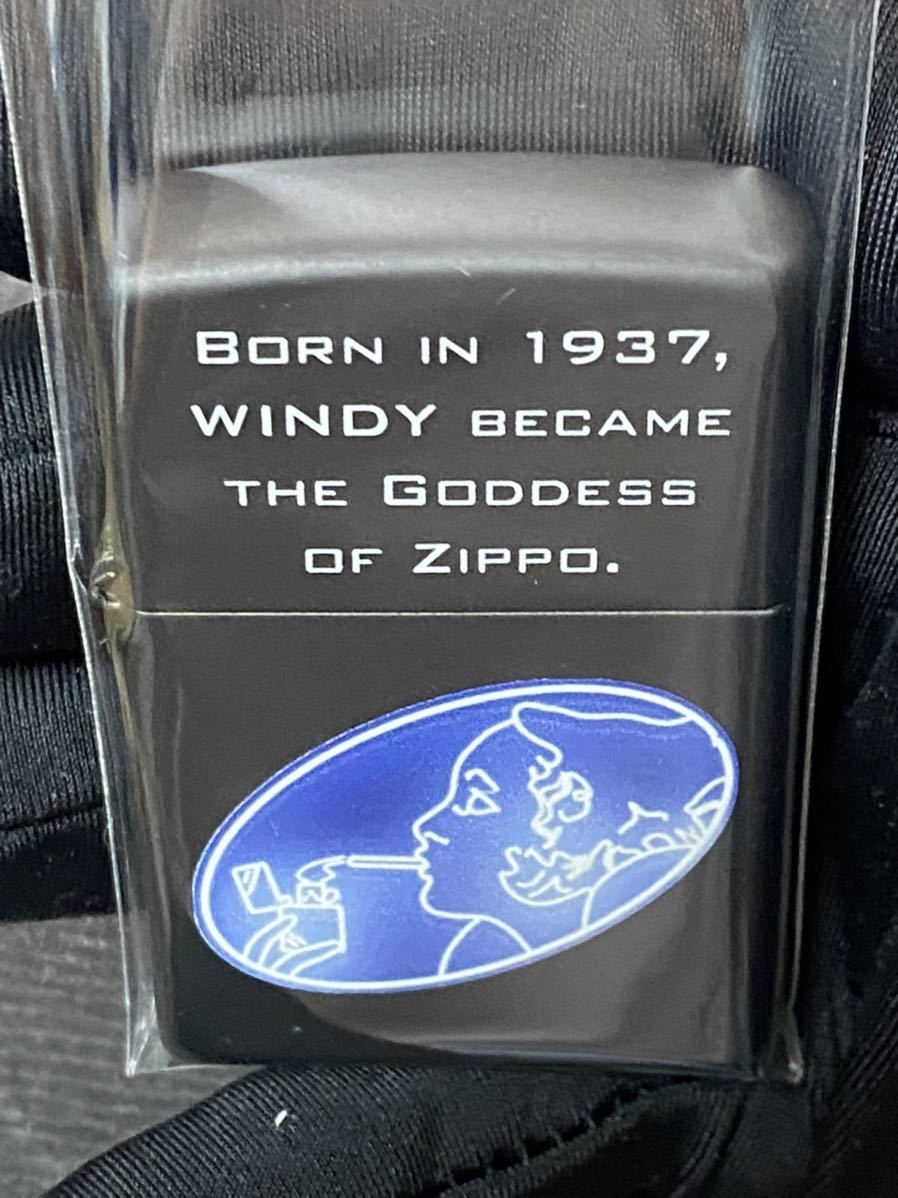 BORN IN 1937,
WINDY BECAME
THE GODDESS
OF ZIPPO.